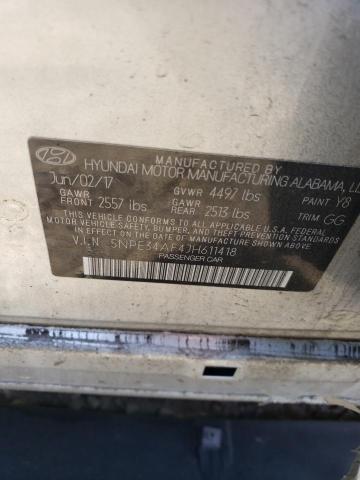 MANUFACTURED BY
HYUNDAI MOTOR MANUFACTURING ALABAMA, LL
Jun/02/17 GVWR 4497 lbs PAINT Y8
GAWR FRONT 2557 lbs GAWR REAR 2513 lbs TRIM GG
THIS VEHICLE CONFORMS TO ALL APPLICABLE U.S.A. FEDERAL
MOTOR VEHICLE SAFETY, BUMPER, AND THEFT PREVENTION STANDARDS
IN EFFECT ON THE DATE OF MANUFACTURE SHOWN ABOVE.
V.I.N 5NPE34AF4JH611418
PASSENGER CAR